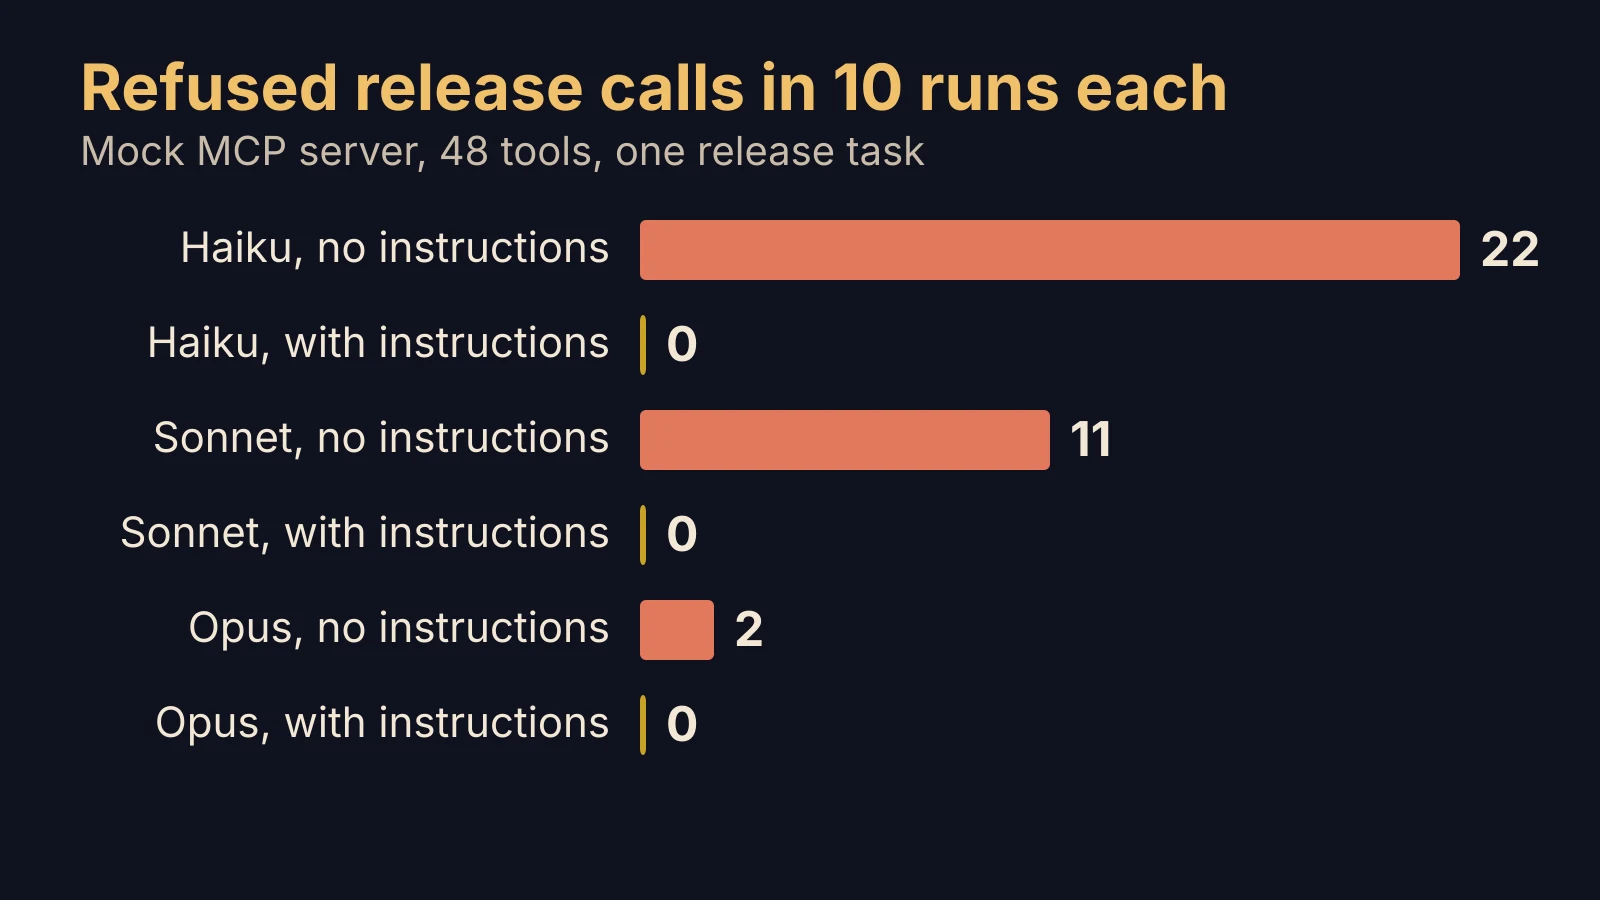 Refused release calls in 10 runs each
Mock MCP server, 48 tools, one release task
Haiku, no instructions 22
Haiku, with instructions 0
Sonnet, no instructions 11
Sonnet, with instructions 0
Opus, no instructions 2
Opus, with instructions 0